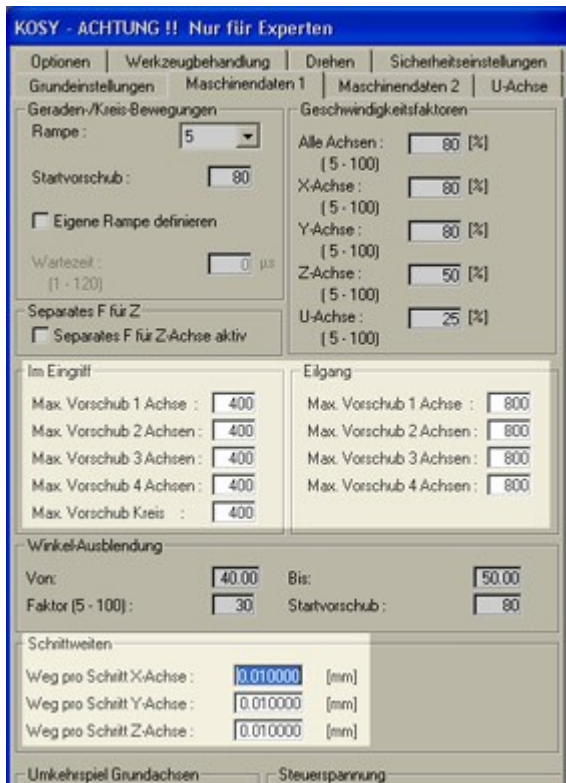 KOSY - ACHTUNG !! Nur für Experten
Optionen Werkzeugbehandlung Drehen Sicherheitseinstellungen
Grundeinstellungen Maschinendaten 1 Maschinendaten 2 U-Achse
Geraden-/Kreis-Bewegungen
Rampe : 5
Startvorschub : 80
Eigene Rampe definieren
Wartezeit : 0 µs
(1 - 120)
Separates F für Z
Separates F für Z-Achse aktiv
Geschwindigkeitsfaktoren
Alle Achsen : 80 [%]
( 5 - 100)
X-Achse : 80 [%]
( 5 - 100)
Y-Achse : 80 [%]
( 5 - 100)
Z-Achse : 50 [%]
( 5 - 100)
U-Achse : 25 [%]
( 5 - 100)
Im Eingriff
Max. Vorschub 1 Achse : 400
Max. Vorschub 2 Achsen : 400
Max. Vorschub 3 Achsen : 400
Max. Vorschub 4 Achsen : 400
Max. Vorschub Kreis : 400
Eilgang
Max. Vorschub 1 Achse : 800
Max. Vorschub 2 Achsen : 800
Max. Vorschub 3 Achsen : 800
Max. Vorschub 4 Achsen : 800
Winkel-Ausblendung
Von: 40.00 Bis: 50.00
Faktor (5 - 100) : 30 Startvorschub : 80
Schrittweiten
Weg pro Schritt X-Achse : 0.010000 [mm]
Weg pro Schritt Y-Achse : 0.010000 [mm]
Weg pro Schritt Z-Achse : 0.010000 [mm]
Umkehrspiel Grundachsen Steuerspannung